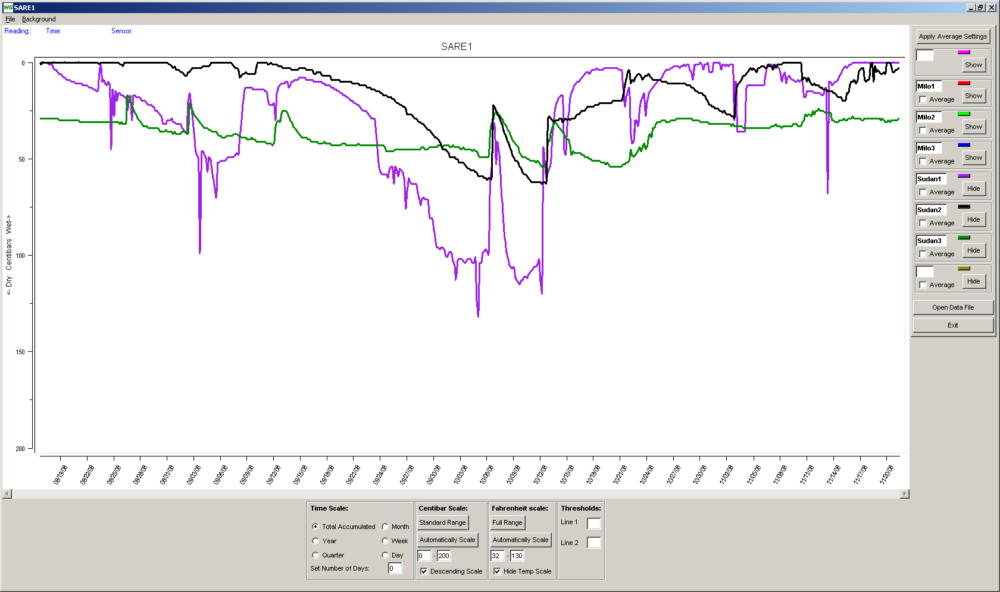 WG SARE1
File Background
Reading:: Time: Sensor:
SARE1
Apply Average Settings
Show
Milo1
Average Show
Milo2
Average Show
Milo3
Average Show
Sudan1
Average Hide
Sudan2
Average Hide
Sudan3
Average Hide
Average Hide
Open Data File
Exit
<- Dry Centibars Wet->
0
50
100
150
200
08/19/08 08/22/08 08/25/08 08/28/08 08/31/08 09/03/08 09/06/08 09/09/08 09/12/08 09/15/08 09/18/08 09/21/08 09/24/08 09/27/08 09/30/08 10/03/08 10/06/08 10/09/08 10/12/08 10/15/08 10/18/08 10/21/08 10/24/08 10/27/08 10/30/08 11/02/08 11/05/08 11/08/08 11/11/08 11/14/08 11/17/08 11/20/08
Time Scale:
Total Accumulated Month
Year Week
Quarter Day
Set Number of Days: 0
Centibar Scale:
Standard Range
Automatically Scale
0 - 200
Descending Scale
Fahrenheit scale:
Full Range
Automatically Scale
32 - 130
Hide Temp Scale
Thresholds:
Line 1
Line 2